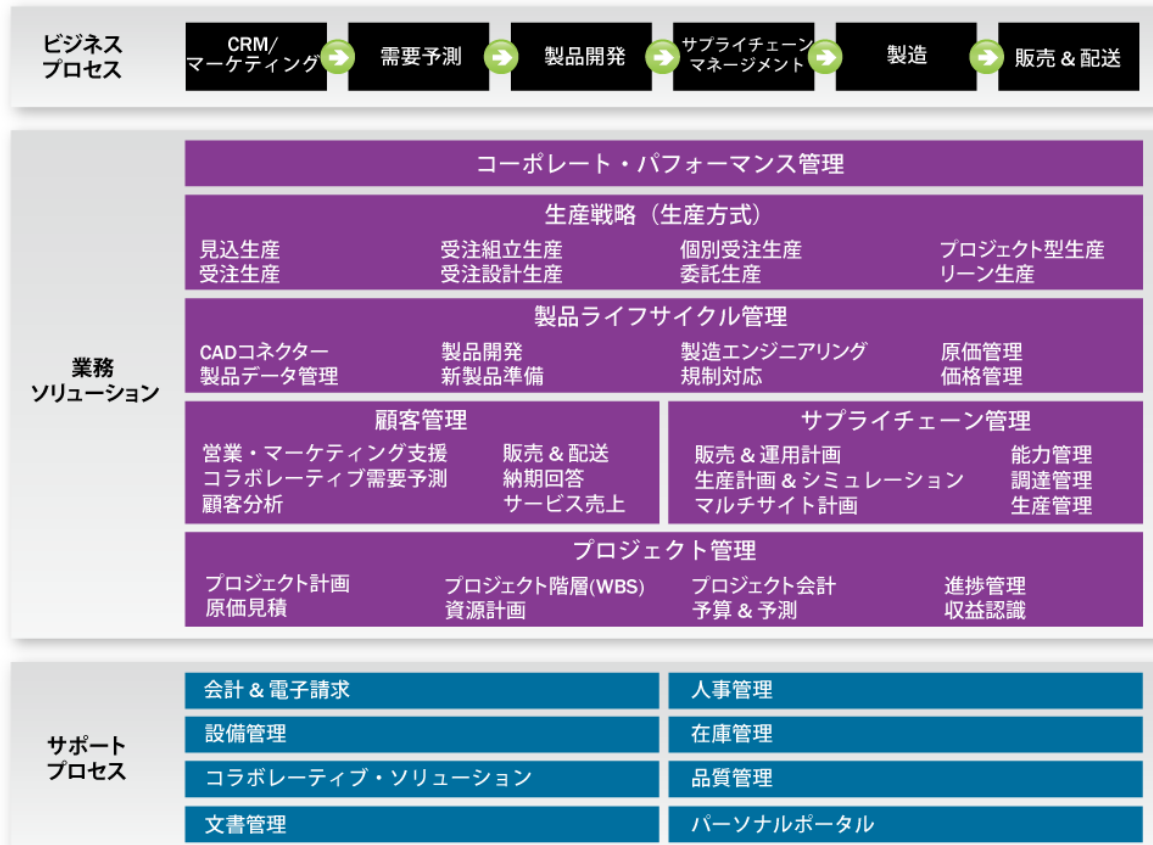 ビジネス
プロセス
CRM/
マーケティング
需要予測
製品開発
サプライチェーン
マネージメント
製造
販売 & 配送
業務
ソリューション
コーポレート・パフォーマンス管理
生産戦略（生産方式）
見込生産
受注生産
受注組立生産
受注設計生産
個別受注生産
委託生産
プロジェクト型生産
リーン生産
製品ライフサイクル管理
CADコネクター
製品データ管理
製品開発
新製品準備
製造エンジニアリング
規制対応
原価管理
価格管理
顧客管理
営業・マーケティング支援
コラボレーティブ需要予測
顧客分析
販売 & 配送
納期回答
サービス売上
サプライチェーン管理
販売 & 運用計画
生産計画 & シミュレーション
マルチサイト計画
能力管理
調達管理
生産管理
プロジェクト管理
プロジェクト計画
原価見積
プロジェクト階層(WBS)
資源計画
プロジェクト会計
予算 & 予測
進捗管理
収益認識
サポート
プロセス
会計 & 電子請求
人事管理
設備管理
在庫管理
コラボレーティブ・ソリューション
品質管理
文書管理
パーソナルポータル